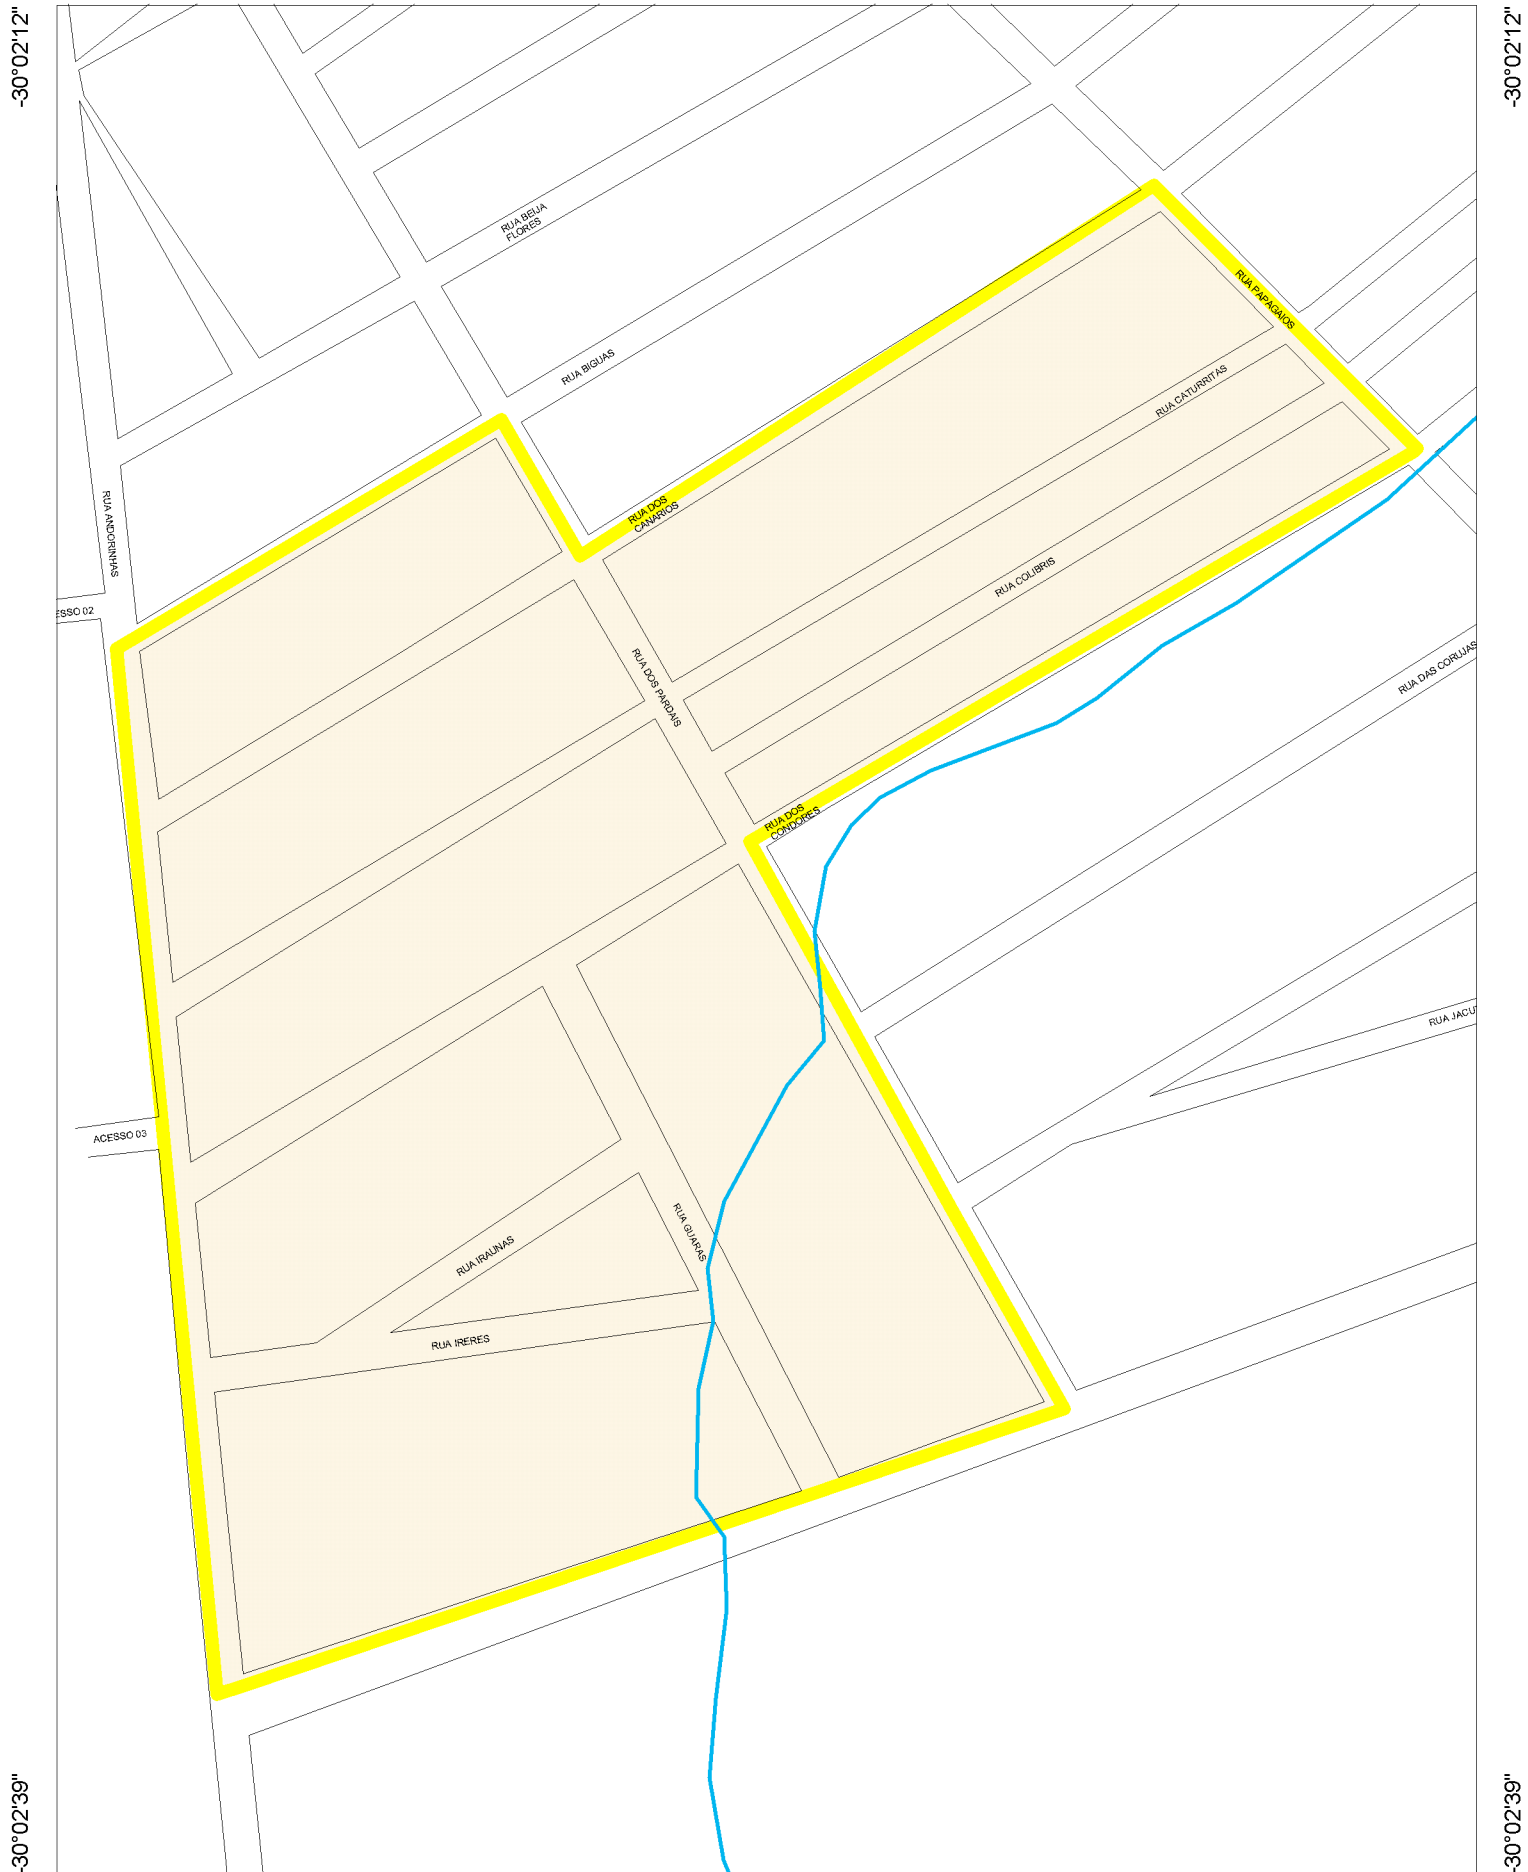 -30°02'12"
-30°02'12"
RUA BEIJA
FLORES
RUA PAPAGAIOS
RUA BIGUAS
RUA CATURRITAS
RUA ANDORINHAS
RUA DOS
CANARIOS
RUA COLIBRIS
ESSO 02
RUA DOS PARDAIS
RUA DAS CORUJAS
RUA DOS
CONDORES
RUA JACU
ACESSO 03
RUA GUARAS
RUA IRAUNAS
RUA IRERES
-30°02'39"
-30°02'39"